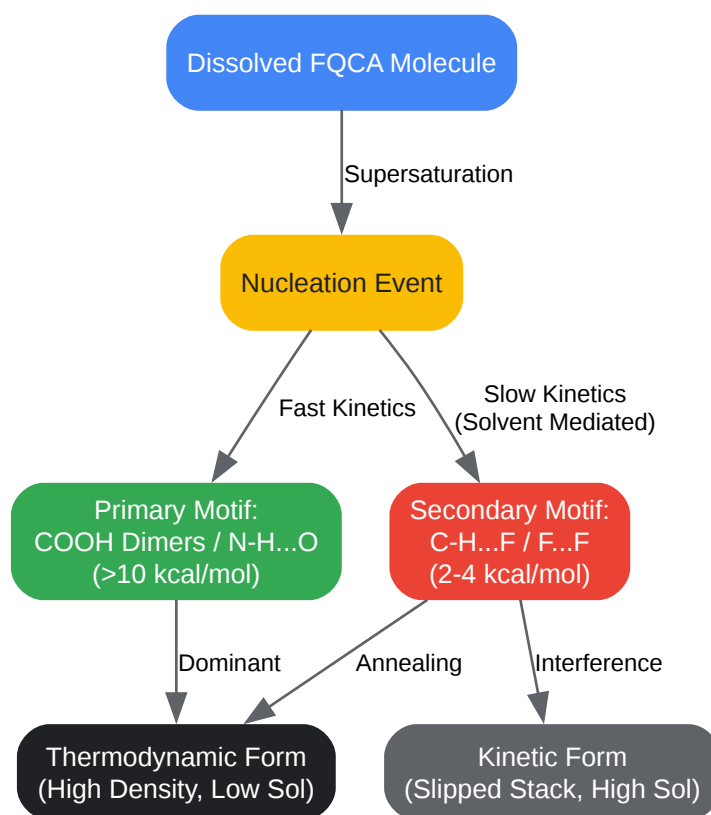 Dissolved FQCA Molecule
Supersaturation
Nucleation Event
Fast Kinetics
Slow Kinetics
(Solvent Mediated)
Primary Motif:
COOH Dimers / N-H...O
(>10 kcal/mol)
Secondary Motif:
C-H...F / F...F
(2-4 kcal/mol)
Dominant
Annealing
Interference
Thermodynamic Form
(High Density, Low Sol)
Kinetic Form
(Slipped Stack, High Sol)